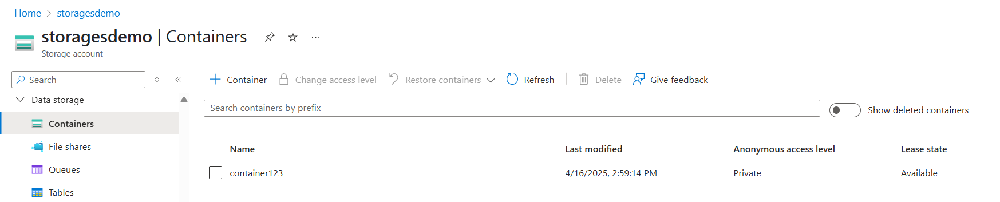 Home > storagesdemo
storagesdemo | Containers ...
Storage account
Search
Data storage
Containers
File shares
Queues
Tables
Container Change access level Restore containers Refresh Delete Give feedback
Search containers by prefix
Show deleted containers
Name Last modified Anonymous access level Lease state
container123 4/16/2025, 2:59:14 PM Private Available